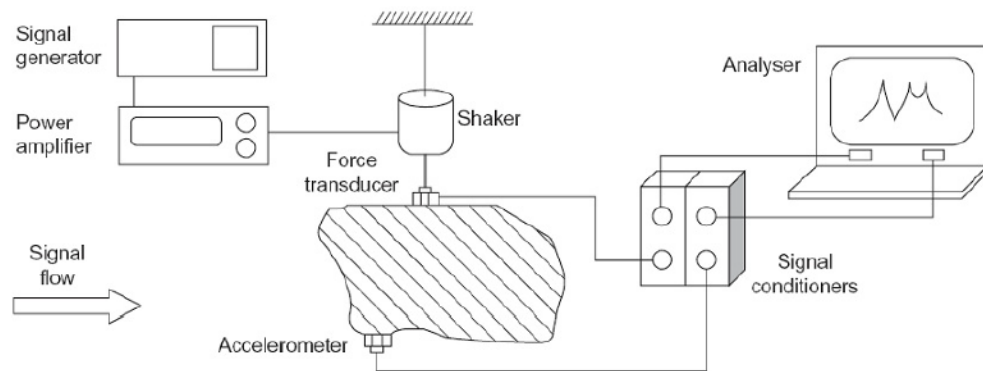 Signal
generator
Power
amplifier
Shaker
Force
transducer
Analyser
Signal
flow
Signal
conditioners
Accelerometer